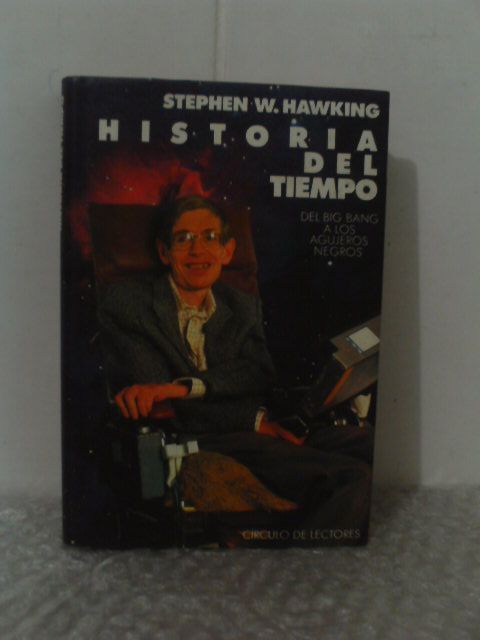 STEPHEN W. HAWKING
HISTORIA
DEL
TIEMPO
DEL BIG BANG
A LOS
AGUJEROS
NEGROS
CIRCULO DE LECTORES